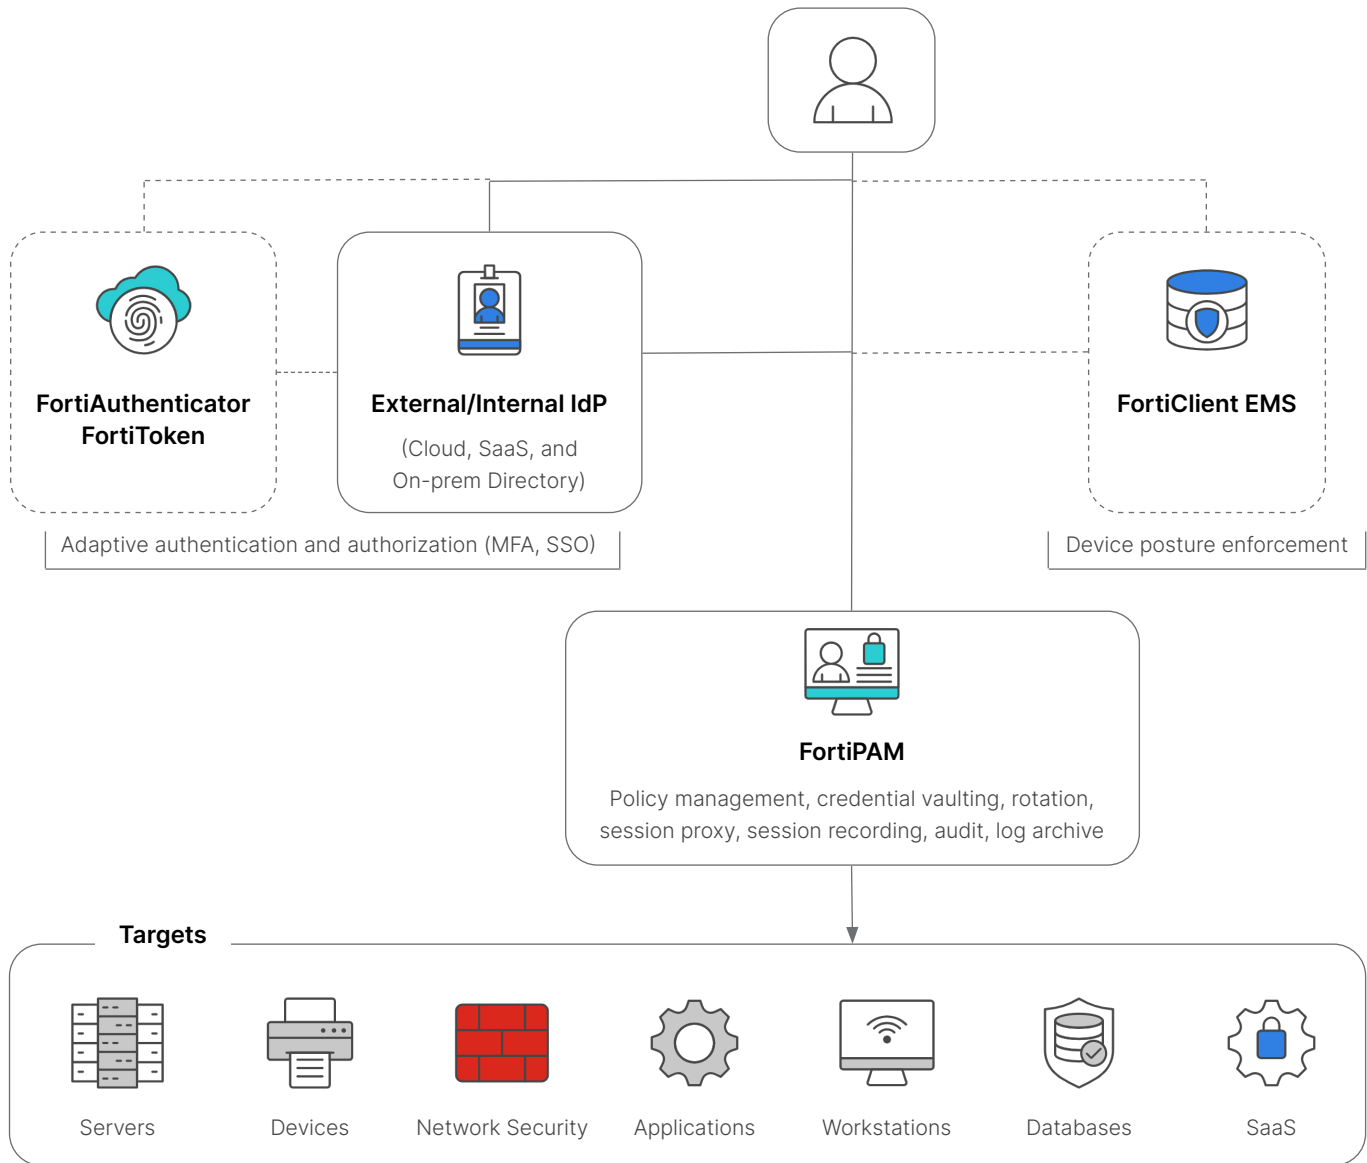 FortiAuthenticator
FortiToken
External/Internal IdP
(Cloud, SaaS, and
On-prem Directory)
FortiClient EMS
Adaptive authentication and authorization (MFA, SSO)
Device posture enforcement
FortiPAM
Policy management, credential vaulting, rotation,
session proxy, session recording, audit, log archive
Targets
Servers
Devices
Network Security
Applications
Workstations
Databases
SaaS